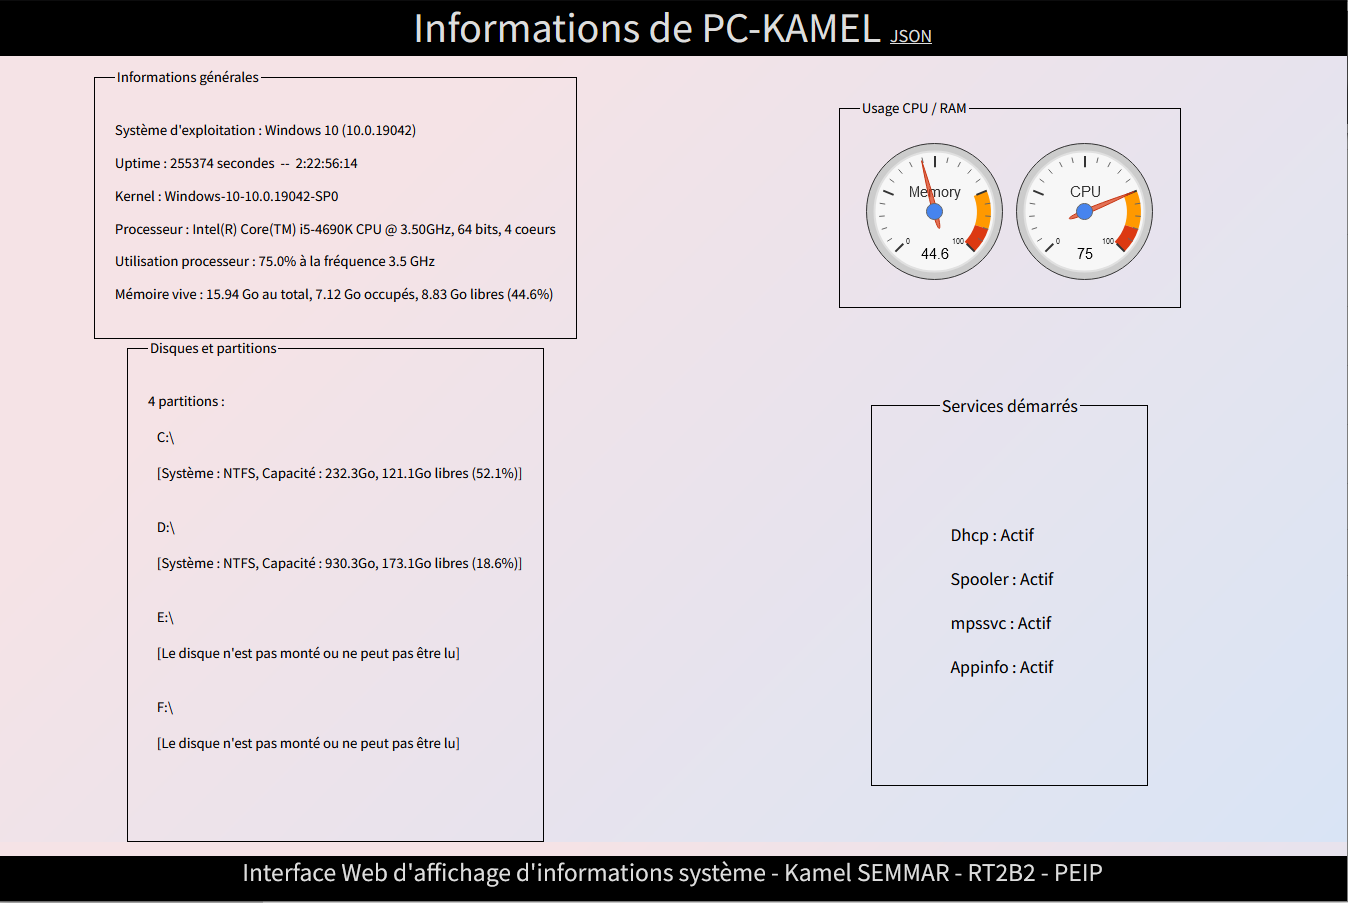 Informations de PC-KAMEL JSON
Informations générales
Système d'exploitation : Windows 10 (10.0.19042)
Uptime : 255374 secondes -- 2:22:56:14
Kernel : Windows-10-10.0.19042-SP0
Processeur : Intel(R) Core(TM) i5-4690K CPU @ 3.50GHz, 64 bits, 4 coeurs
Utilisation processeur : 75.0% à la fréquence 3.5 GHz
Mémoire vive : 15.94 Go au total, 7.12 Go occupés, 8.83 Go libres (44.6%)
Disques et partitions
4 partitions :
C:\
[Système : NTFS, Capacité : 232.3Go, 121.1Go libres (52.1%)]
D:\
[Système : NTFS, Capacité : 930.3Go, 173.1Go libres (18.6%)]
E:\
[Le disque n'est pas monté ou ne peut pas être lu]
F:\
[Le disque n'est pas monté ou ne peut pas être lu]
Usage CPU / RAM
Memory
0 100
44.6
CPU
0 100
75
Services démarrés
Dhcp : Actif
Spooler : Actif
mpssvc : Actif
Appinfo : Actif
Interface Web d'affichage d'informations système - Kamel SEMMAR - RT2B2 - PEIP